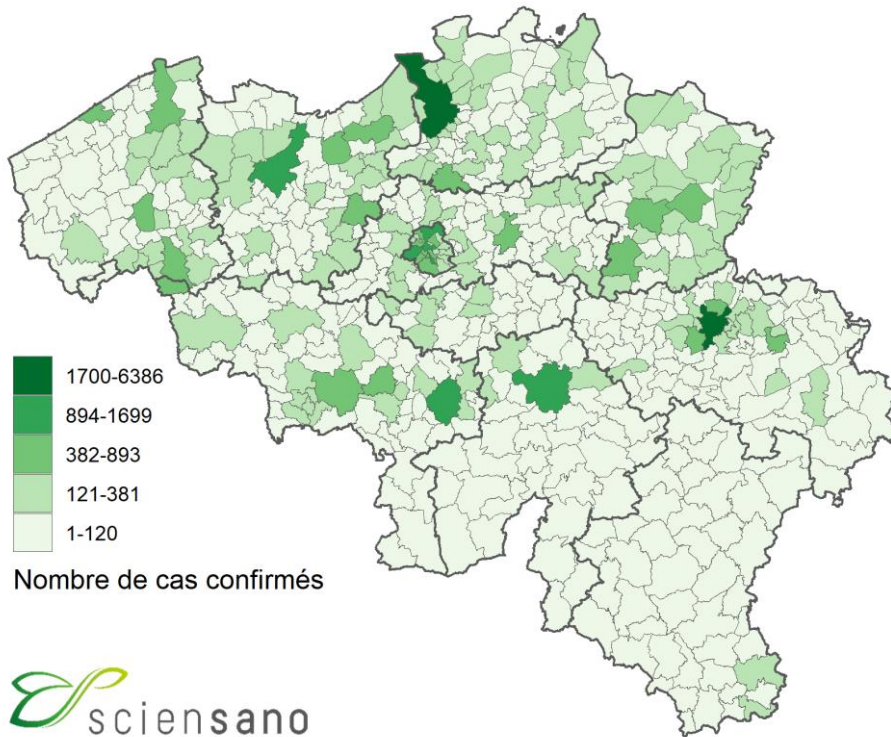 1700-6386
894-1699
382-893
121-381
1-120
Nombre de cas confirmés
sciensano